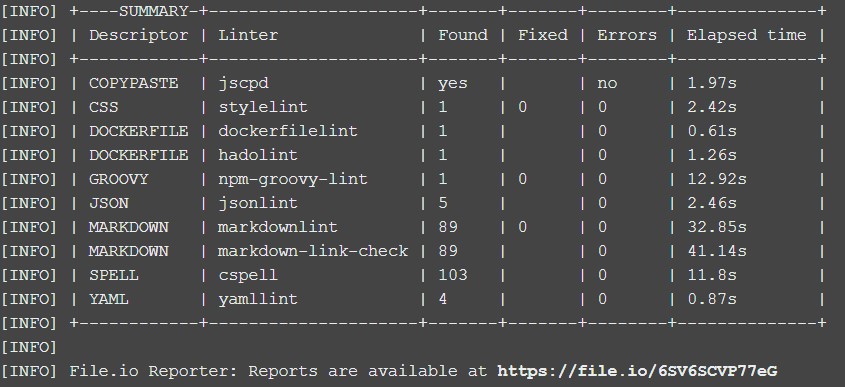 [INFO] +----SUMMARY-+---------------------+-------+-------+--------+--------------+
[INFO] | Descriptor | Linter              | Found | Fixed | Errors | Elapsed time |
[INFO] +------------+---------------------+-------+-------+--------+--------------+
[INFO] | COPYPASTE  | jscpd               | yes   |       | no     | 1.97s        |
[INFO] | CSS        | stylelint           | 1     | 0     | 0      | 2.42s        |
[INFO] | DOCKERFILE | dockerfilelint      | 1     |       | 0      | 0.61s        |
[INFO] | DOCKERFILE | hadolint            | 1     |       | 0      | 1.26s        |
[INFO] | GROOVY     | npm-groovy-lint     | 1     | 0     | 0      | 12.92s       |
[INFO] | JSON       | jsonlint            | 5     |       | 0      | 2.46s        |
[INFO] | MARKDOWN   | markdownlint        | 89    | 0     | 0      | 32.85s       |
[INFO] | MARKDOWN   | markdown-link-check | 89    |       | 0      | 41.14s       |
[INFO] | SPELL      | cspell              | 103   |       | 0      | 11.8s        |
[INFO] | YAML       | yamllint            | 4     |       | 0      | 0.87s        |
[INFO] +------------+---------------------+-------+-------+--------+--------------+
[INFO]
[INFO] File.io Reporter: Reports are available at https://file.io/6SV6SCVP77eG